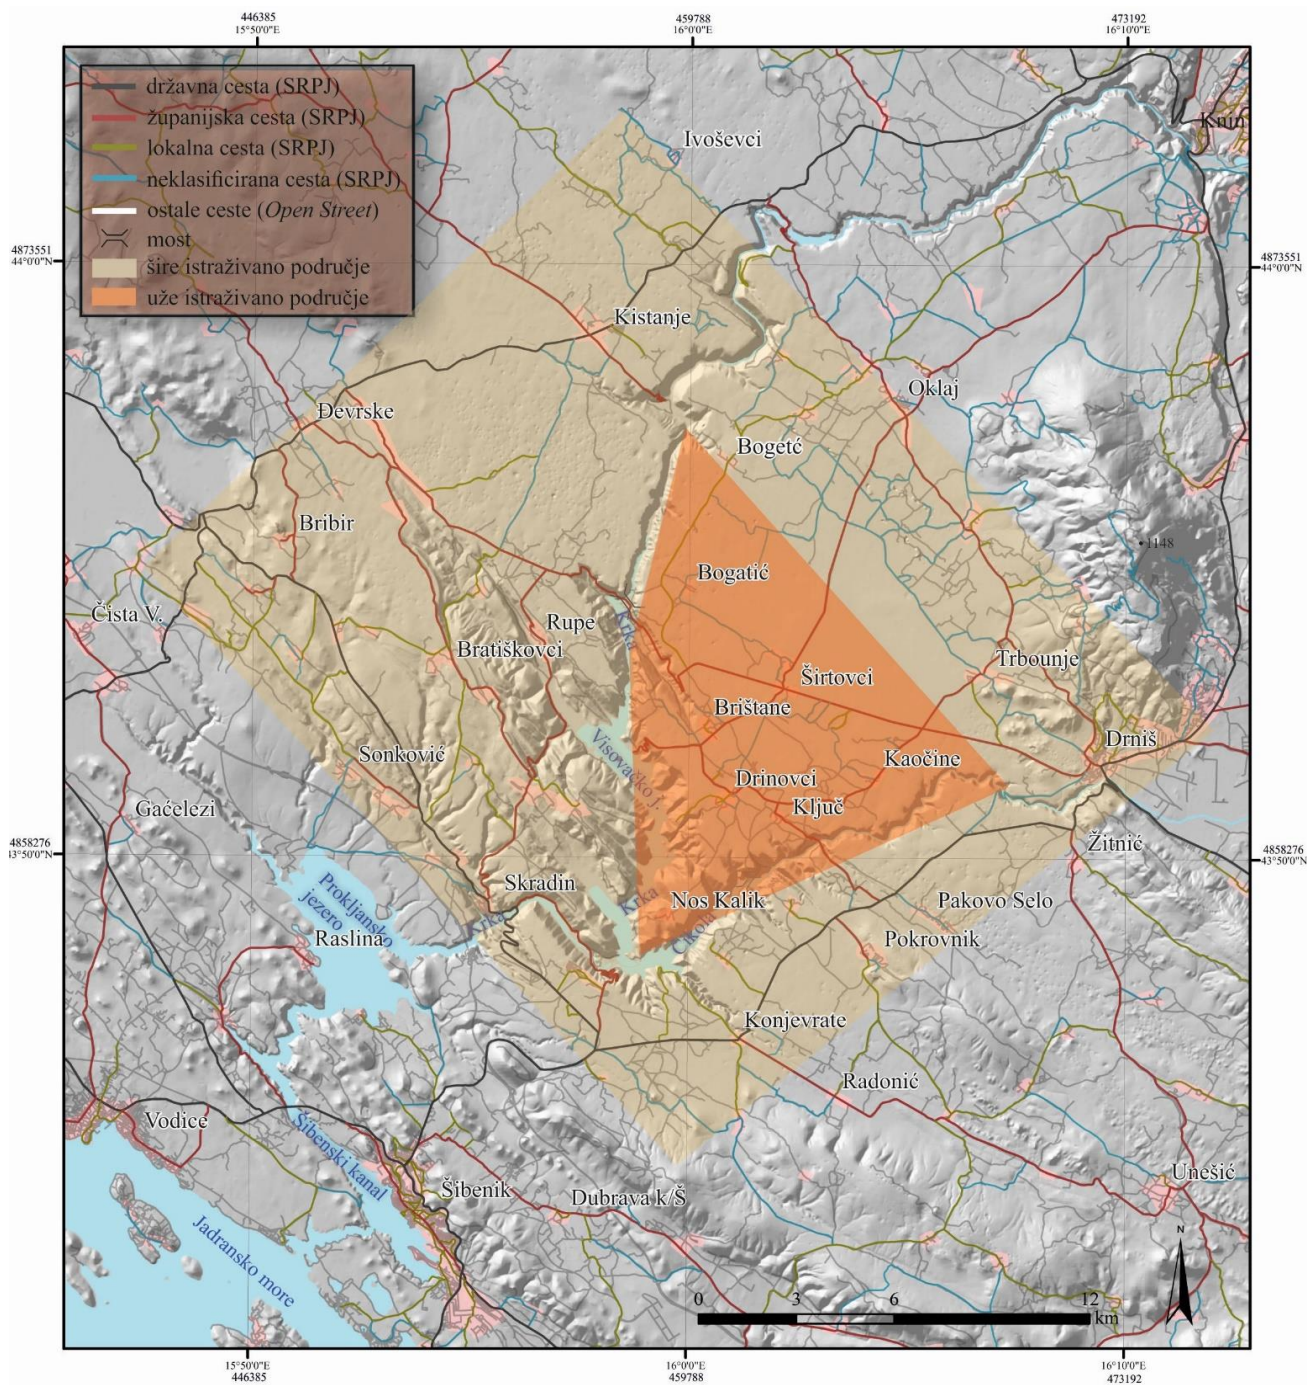 446385
15°50'0"E
459788
16°0'0"E
473192
16°10'0"E
državna cesta (SRPJ)
županijska cesta (SRPJ)
lokalna cesta (SRPJ)
neklasificirana cesta (SRPJ)
ostale ceste (Open Street)
most
šire istraživano područje
uže istraživano područje
Knin
Ivoševci
4873551
44°0'0"N
4873551
44°0'0"N
Kistanje
Oklaj
Đevrske
Bogetć
Bribir
1148
Bogatić
Čista V.
Rupe
Krka
Bratiškovci
Trbounje
Širtovci
Brištane
Drniš
Sonković
Visovačko j.
Kaočine
Drinovci
Ključ
Gaćelezi
Žitnić
4858276
43°50'0"N
4858276
43°50'0"N
Prokljansko
jezero
Skradin
Krka
Nos Kalik
Pakovo Selo
Krka
Čikola
Raslina
Pokrovnik
Konjevrate
Radonić
Vodice
Šibenski kanal
Šibenik
Dubrava k/Š
Unešić
Jadransko more
N
0
3
6
12
km
15°50'0"E
446385
16°0'0"E
459788
16°10'0"E
473192